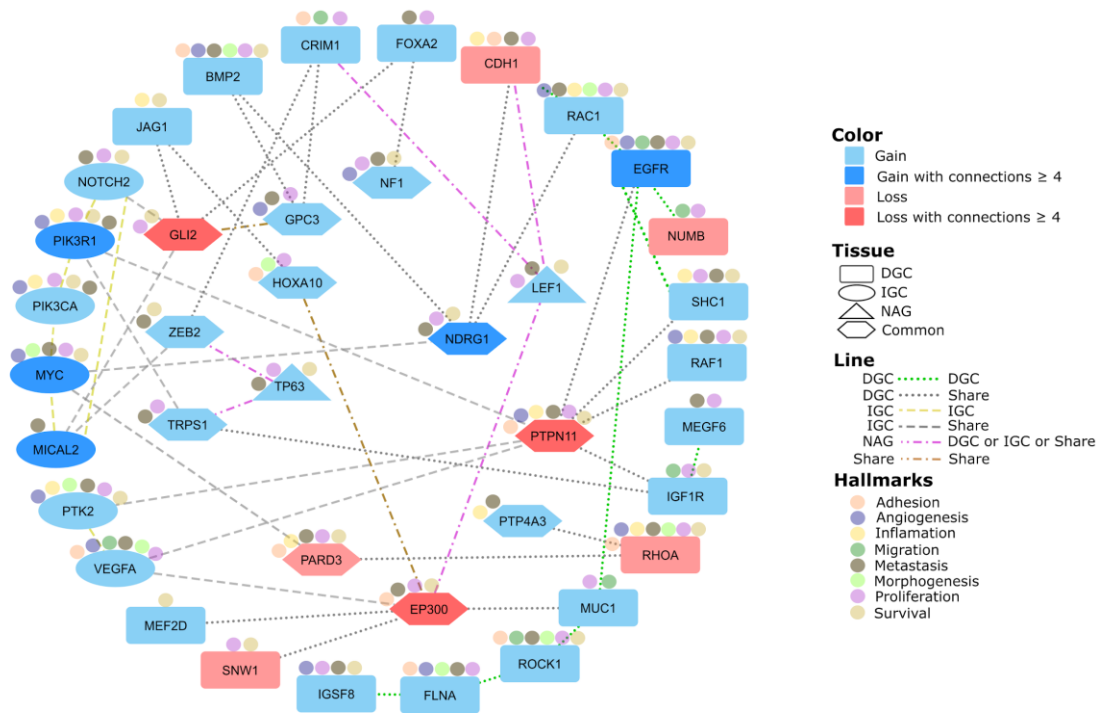 CRIM1
FOXA2
CDH1
BMP2
RAC1
JAG1
EGFR
NOTCH2
NF1
GPC3
GLI2
NUMB
PIK3R1
HOXA10
LEF1
SHC1
PIK3CA
ZEB2
NDRG1
RAF1
MYC
TP63
TRPS1
PTPN11
MEGF6
MICAL2
IGF1R
PTK2
PTP4A3
RHOA
PARD3
VEGFA
EP300
MUC1
MEF2D
SNW1
ROCK1
IGSF8
FLNA
Color
Gain
Gain with connections ≥ 4
Loss
Loss with connections ≥ 4
Tissue
DGC
IGC
NAG
Common
Line
DGC DGC
DGC Share
IGC IGC
IGC Share
NAG DGC or IGC or Share
Share Share
Hallmarks
Adhesion
Angiogenesis
Inflamation
Migration
Metastasis
Morphogenesis
Proliferation
Survival